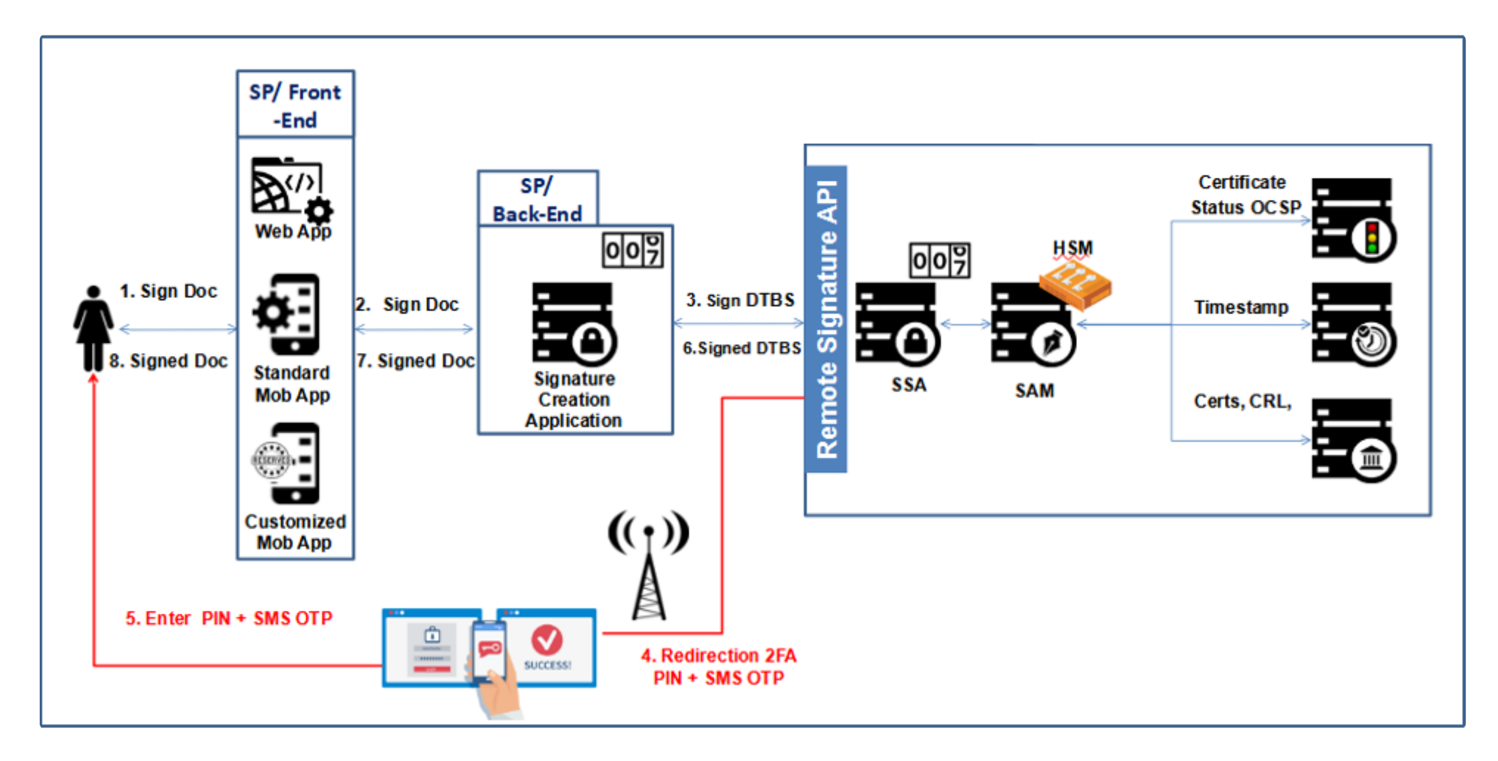 SP/ Front
-End
Web App
Standard
Mob App
RESERVED
Customized
Mob App
1. Sign Doc
8. Signed Doc
2. Sign Doc
7. Signed Doc
SP/
Back-End
007
Signature
Creation
Application
3. Sign DTBS
6.Signed DTBS
Remote Signature API
007
SSA
HSM
SAM
Certificate
Status OCSP
Timestamp
Certs, CRL,
5. Enter PIN + SMS OTP
SUCCESS!
4. Redirection 2FA
PIN + SMS OTP